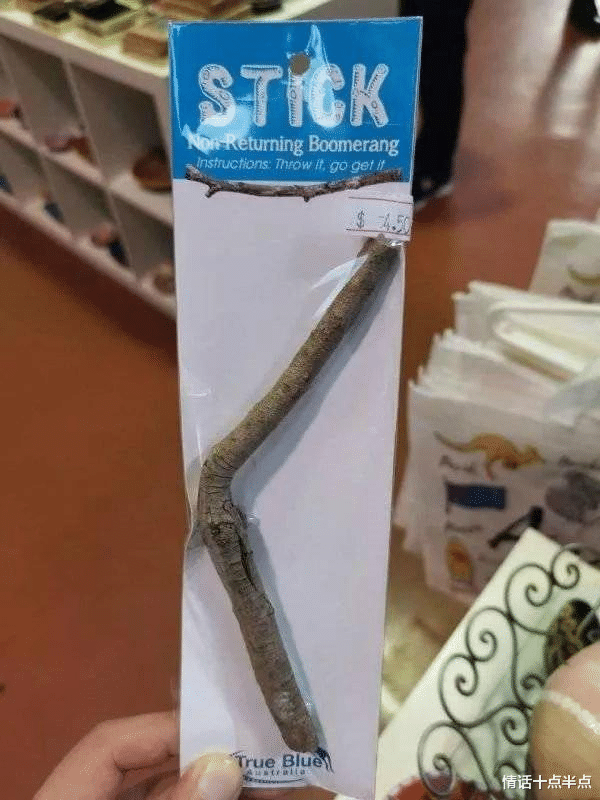 STICK
Non-Returning Boomerang
Instructions: Throw it, go get it
$ 4.50
True Blue
Australia
情话十点半点